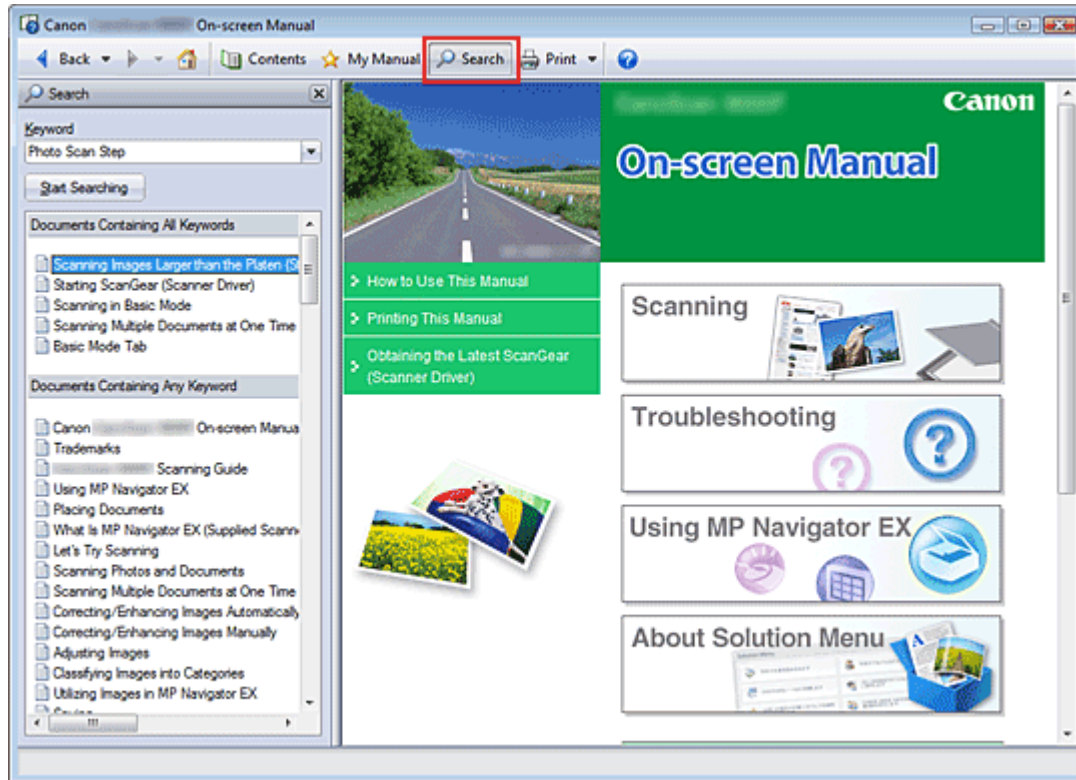 Canon On-screen Manual
Back Contents My Manual Search Print
Search
Keyword
Photo Scan Step
Start Searching
Documents Containing All Keywords
Scanning Images Larger than the Platen (S
Starting ScanGear (Scanner Driver)
Scanning in Basic Mode
Scanning Multiple Documents at One Time
Basic Mode Tab
Documents Containing Any Keyword
Canon On-screen Manua
Trademarks
Scanning Guide
Using MP Navigator EX
Placing Documents
What Is MP Navigator EX (Supplied Scann
Let's Try Scanning
Scanning Photos and Documents
Scanning Multiple Documents at One Time
Correcting/Enhancing Images Automatically
Correcting/Enhancing Images Manually
Adjusting Images
Classifying Images into Categories
Utilizing Images in MP Navigator EX
Canon
On-screen Manual
How to Use This Manual
Printing This Manual
Obtaining the Latest ScanGear
(Scanner Driver)
Scanning
Troubleshooting
Using MP Navigator EX
About Solution Menu